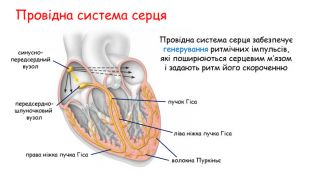 Провідна система серця
Провідна система серця забезпечує
генерування ритмічних імпульсів,
які поширюються серцевим м'язом
і задають ритм його скороченню
синусно-
передсердний
вузол
передсердно-
шлуночковий
вузол
пучок Гіса
ліва ніжка пучка Гіса
права ніжка пучка Гіса
волокна Пуркіньє